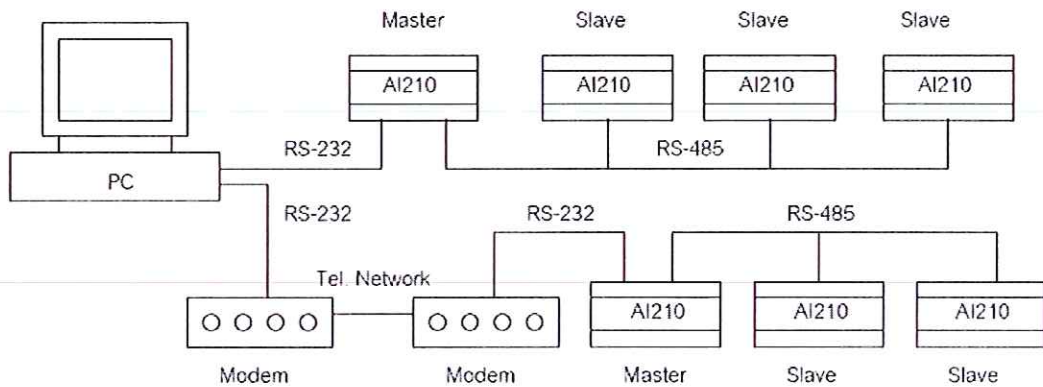 Master Slave Slave Slave
AI210 AI210 AI210 AI210
RS-232 RS-485
PC
RS-232 RS-232 RS-485
Tel. Network
AI210 AI210 AI210
Modem Modem Master Slave Slave